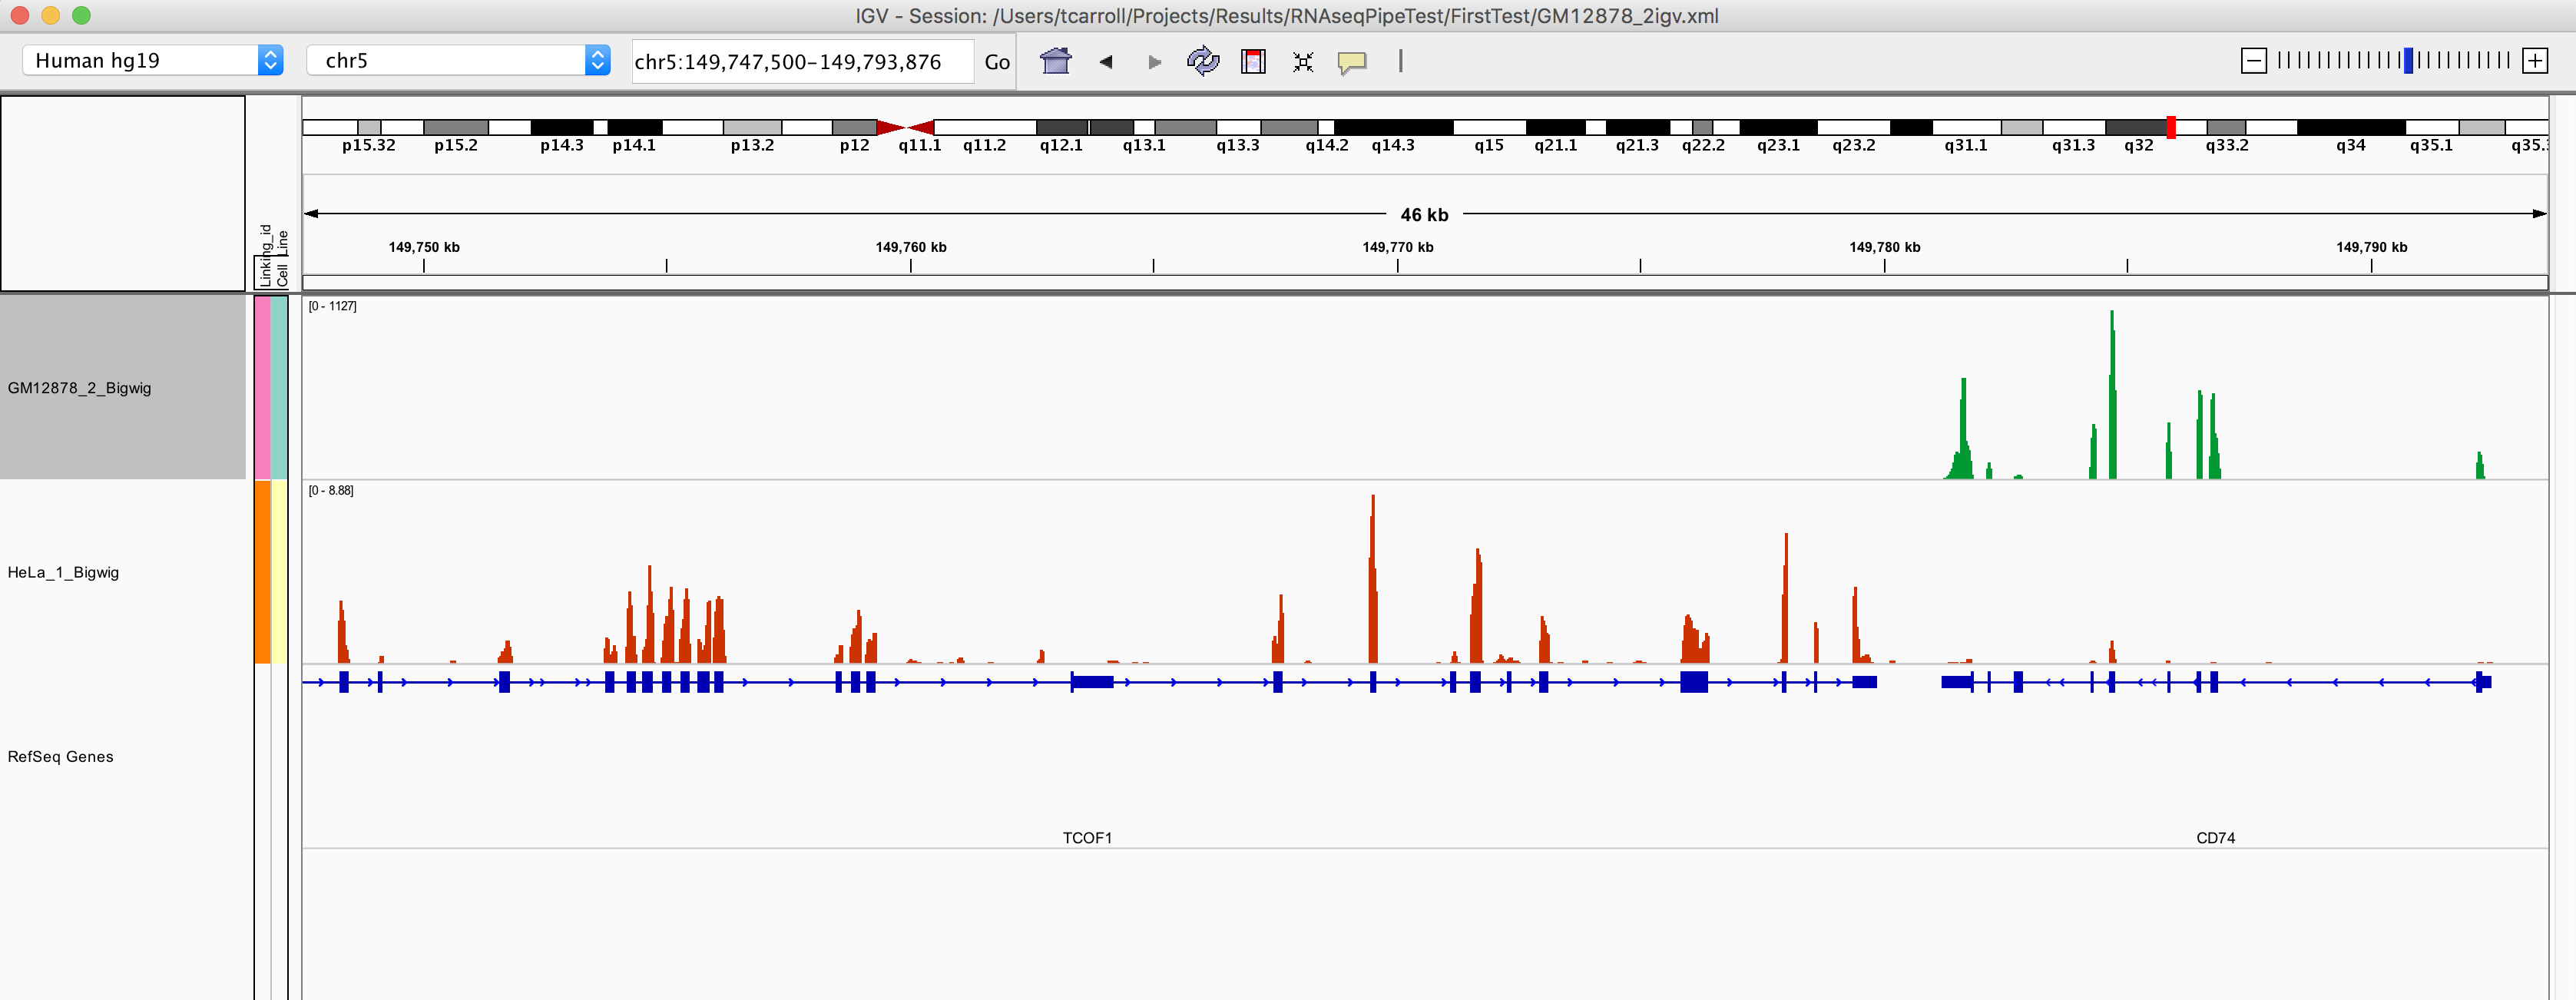 IGV - Session: /Users/tcarroll/Projects/Results/RNAseqPipeTest/FirstTest/GM12878_2igv.xml
Human hg19 chr5 chr5:149,747,500-149,793,876 Go
p15.32 p15.2 p14.3 p14.1 p13.2 p12 q11.1 q11.2 q12.1 q13.1 q13.3 q14.2 q14.3 q15 q21.1 q21.3 q22.2 q23.1 q23.2 q31.1 q31.3 q32 q33.2 q34 q35.1 q35.
46 kb
149,750 kb 149,760 kb 149,770 kb 149,780 kb 149,790 kb
Linking_id
Cell Line
[0 - 1127]
GM12878_2_Bigwig
[0 - 8.88]
HeLa_1_Bigwig
RefSeq Genes
TCOF1 CD74